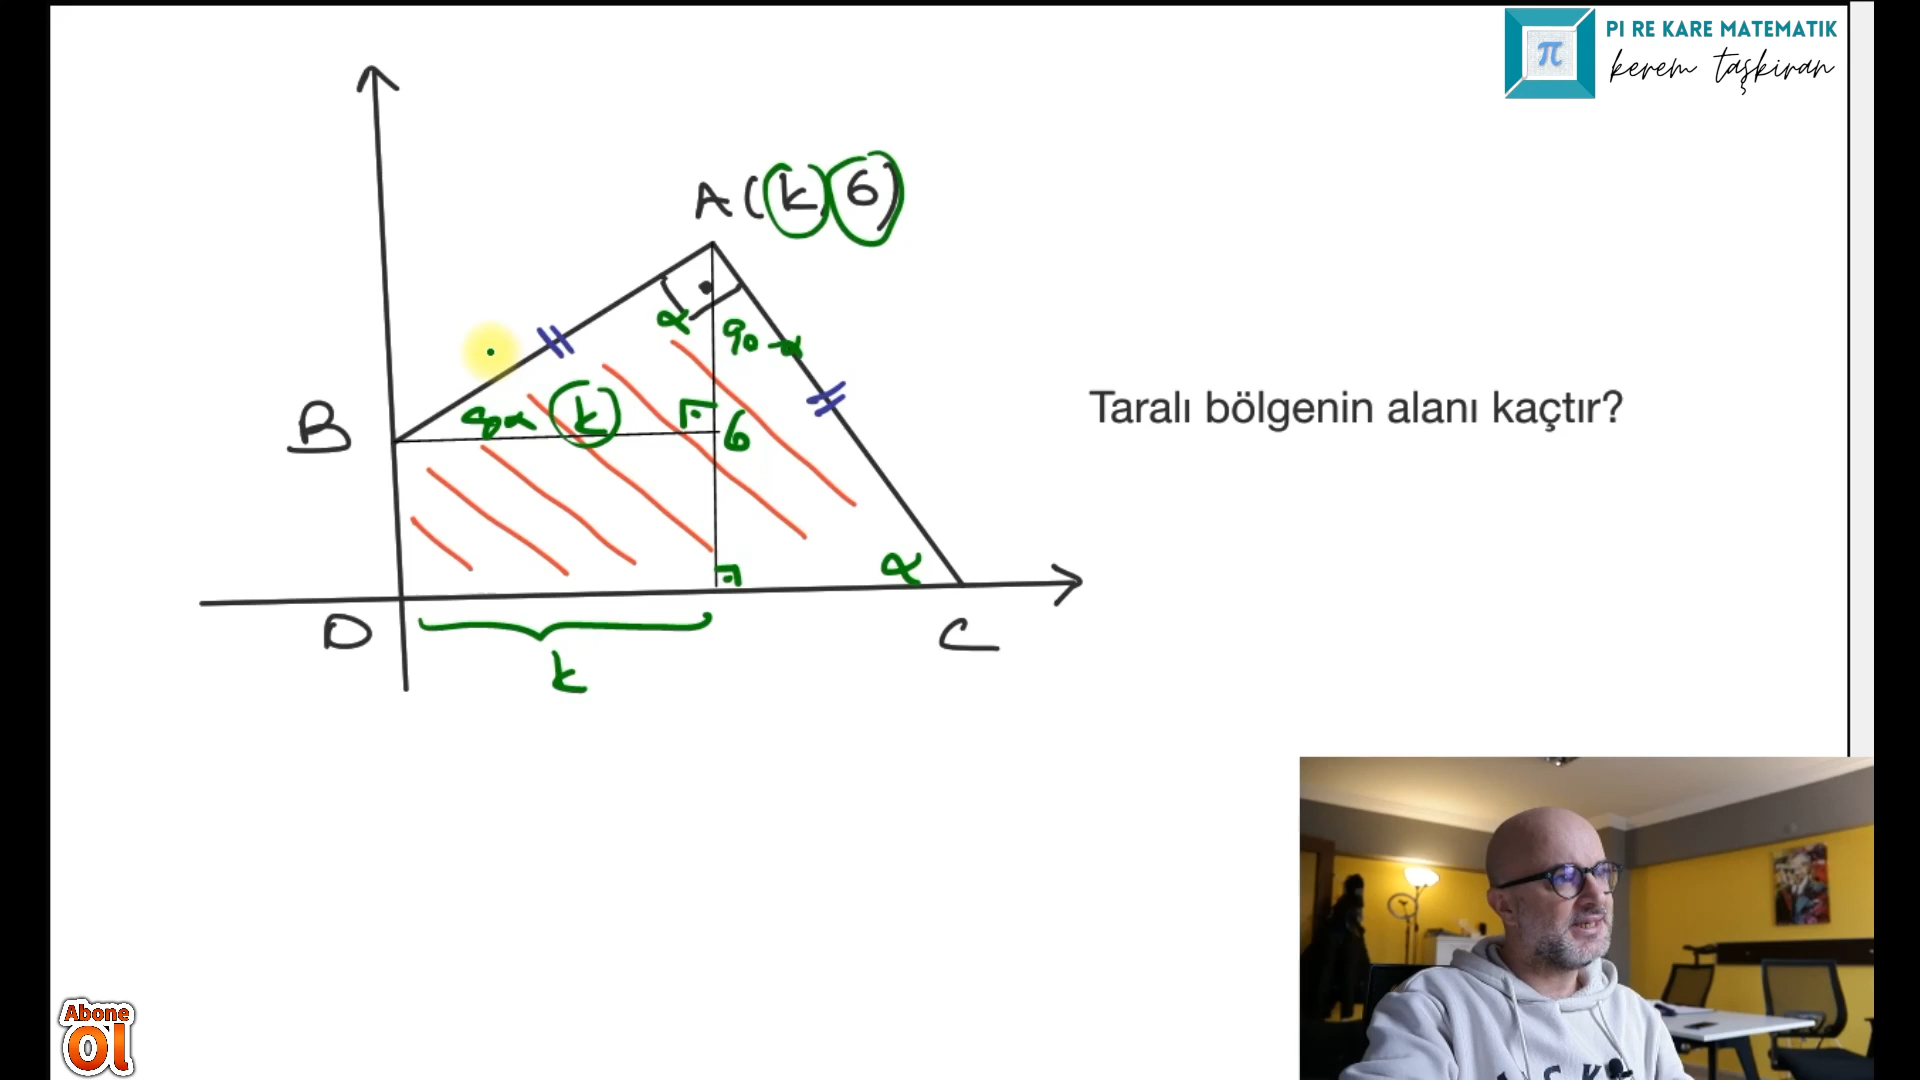 PI RE KARE MATEMATIK
kerem taşkıran
π
A (k, 6)
α
90-α
B
90-α
k
6
Taralı bölgenin alanı kaçtır?
α
O
C
k
Abone
Ol